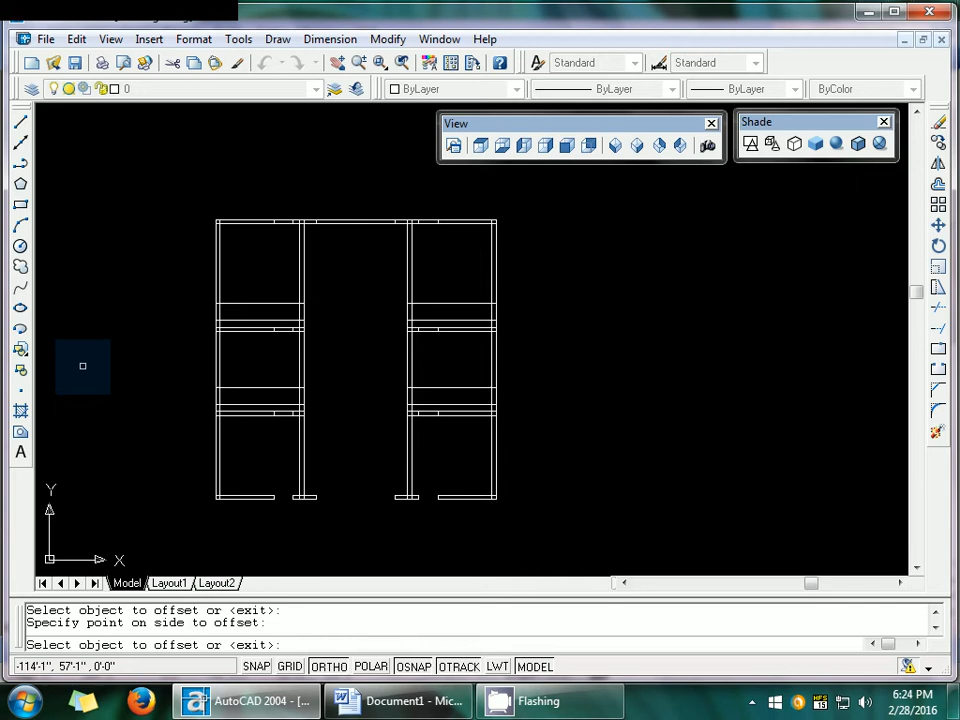 File Edit View Insert Format Tools Draw Dimension Modify Window Help
Standard Standard
0 ByLayer ByLayer ByLayer ByColor
View Shade
A
Y
X
Model Layout1 Layout2
Select object to offset or <exit>:
Specify point on side to offset:
Select object to offset or <exit>:
-114'-1", 57'-1" , 0'-0" SNAP GRID ORTHO POLAR OSNAP OTRACK LWT MODEL
AutoCAD 2004 - [... Document1 - Mic... Flashing
HFS 15
6:24 PM
2/28/2016